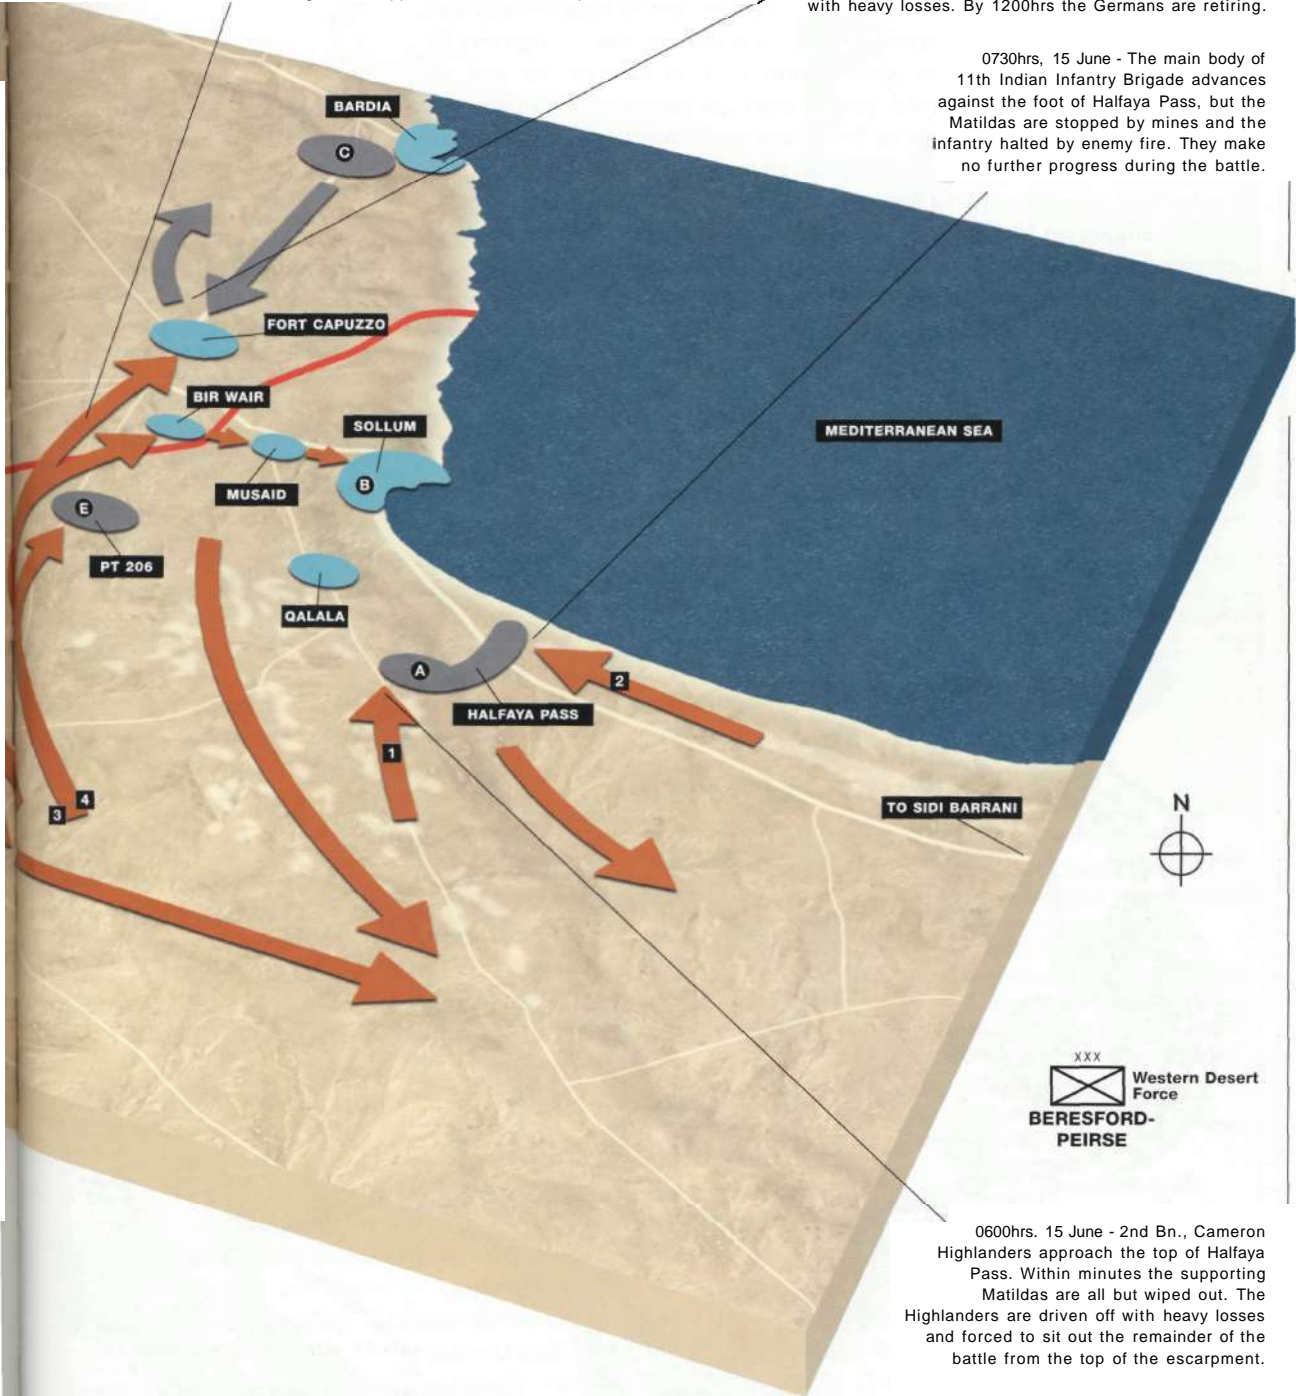 with heavy losses. By 1200hrs the Germans are retiring.
0730hrs, 15 June - The main body of
11th Indian Infantry Brigade advances
against the foot of Halfaya Pass, but the
Matildas are stopped by mines and the
infantry halted by enemy fire. They make
no further progress during the battle.
BARDIA
C
FORT CAPUZZO
BIR WAIR
SOLLUM
MEDITERRANEAN SEA
B
MUSAID
E
PT 206
QALALA
A
2
HALFAYA PASS
1
4
3
TO SIDI BARRANI
N
XXX
Western Desert
Force
BERESFORD-
PEIRSE
0600hrs. 15 June - 2nd Bn., Cameron
Highlanders approach the top of Halfaya
Pass. Within minutes the supporting
Matildas are all but wiped out. The
Highlanders are driven off with heavy losses
and forced to sit out the remainder of the
battle from the top of the escarpment.